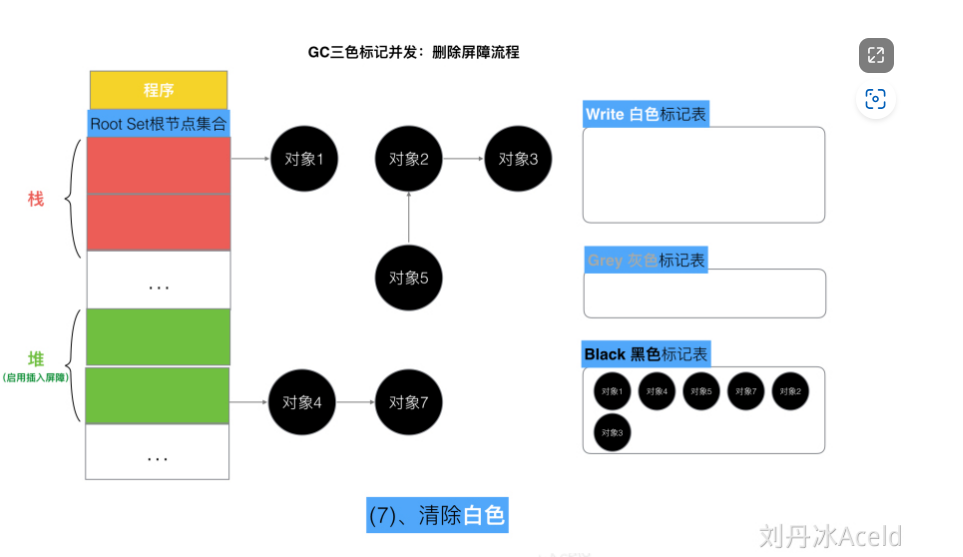 GC三色标记并发：删除屏障流程
程序
Root Set根节点集合
栈
...
堆
(启用插入屏障)
...
对象1
对象2
对象3
对象5
对象4
对象7
Write 白色标记表
Grey 灰色标记表
Black 黑色标记表
对象1 对象4 对象5 对象7 对象2
对象3
(7)、清除白色
刘丹冰Aceld